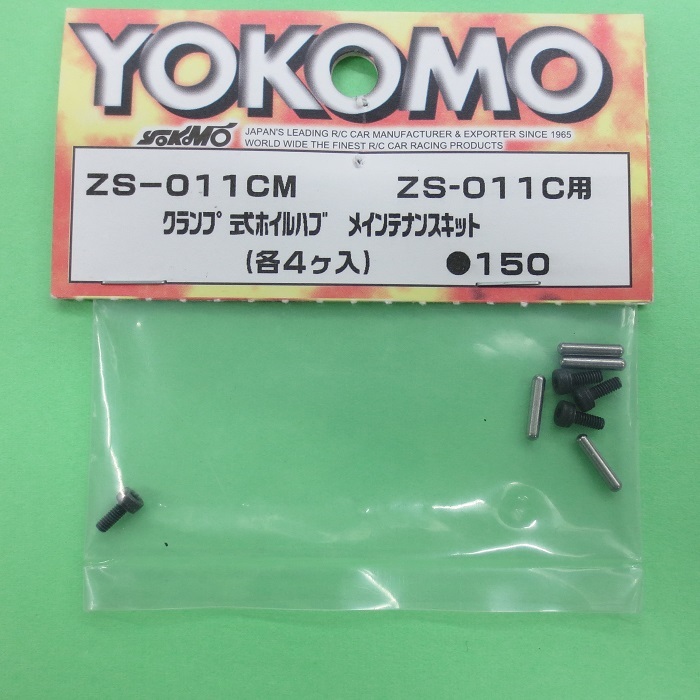 YOKOMO
YOKOMO
JAPAN'S LEADING R/C CAR MANUFACTURER & EXPORTER SINCE 1965
WORLD WIDE THE FINEST R/C CAR RACING PRODUCTS
ZS-011CM ZS-011C用
クランプ式ホイルハブ メインテナンスキット
(各4ヶ入) ●150